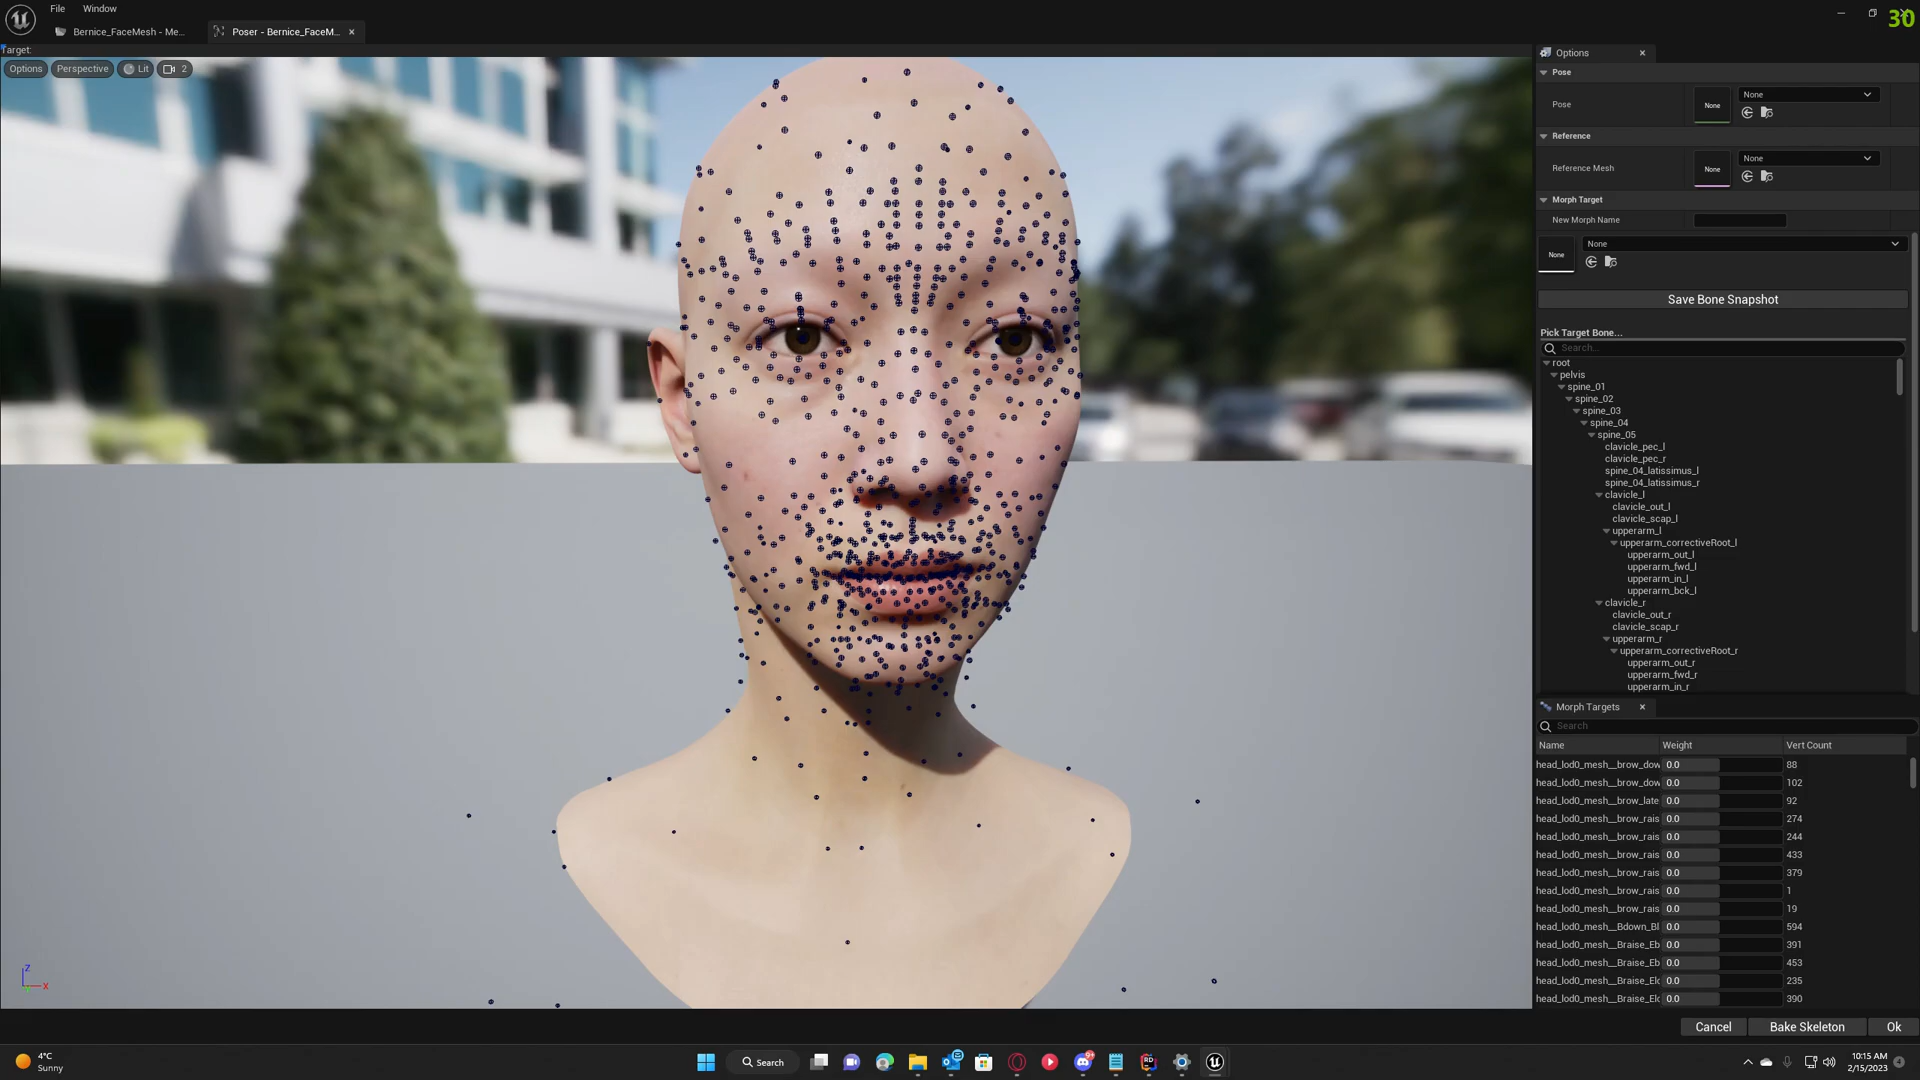 File Window
30
Bernice_FaceMesh - Me...
Poser - Bernice_FaceM...
Target:
Options
Perspective
Lit
2
Options
Pose
Pose
None
None
Reference
Reference Mesh
None
None
Morph Target
New Morph Name
None
None
Save Bone Snapshot
Pick Target Bone...
Search...
root
pelvis
spine_01
spine_02
spine_03
spine_04
spine_05
clavicle_pec_l
clavicle_pec_r
spine_04_latissimus_l
spine_04_latissimus_r
clavicle_l
clavicle_out_l
clavicle_scap_l
upperarm_l
upperarm_correctiveRoot_l
upperarm_out_l
upperarm_fwd_l
upperarm_in_l
upperarm_bck_l
clavicle_r
clavicle_out_r
clavicle_scap_r
upperarm_r
upperarm_correctiveRoot_r
upperarm_out_r
upperarm_fwd_r
upperarm_in_r
Morph Targets
Search
Name Weight Vert Count
head_lod0_mesh__brow_dow 0.0 88
head_lod0_mesh__brow_dow 0.0 102
head_lod0_mesh__brow_late 0.0 92
head_lod0_mesh__brow_rais 0.0 274
head_lod0_mesh__brow_rais 0.0 244
head_lod0_mesh__brow_rais 0.0 433
head_lod0_mesh__brow_rais 0.0 379
head_lod0_mesh__brow_rais 0.0 1
head_lod0_mesh__brow_rais 0.0 19
head_lod0_mesh__Bdown_Bl 0.0 594
head_lod0_mesh__Braise_Eb 0.0 391
head_lod0_mesh__Braise_Eb 0.0 453
head_lod0_mesh__Braise_Elc 0.0 235
head_lod0_mesh__Braise_Elc 0.0 390
Z
X
Cancel
Bake Skeleton
Ok
4°C
Sunny
Search
9+
RD
10:15 AM
2/15/2023
4